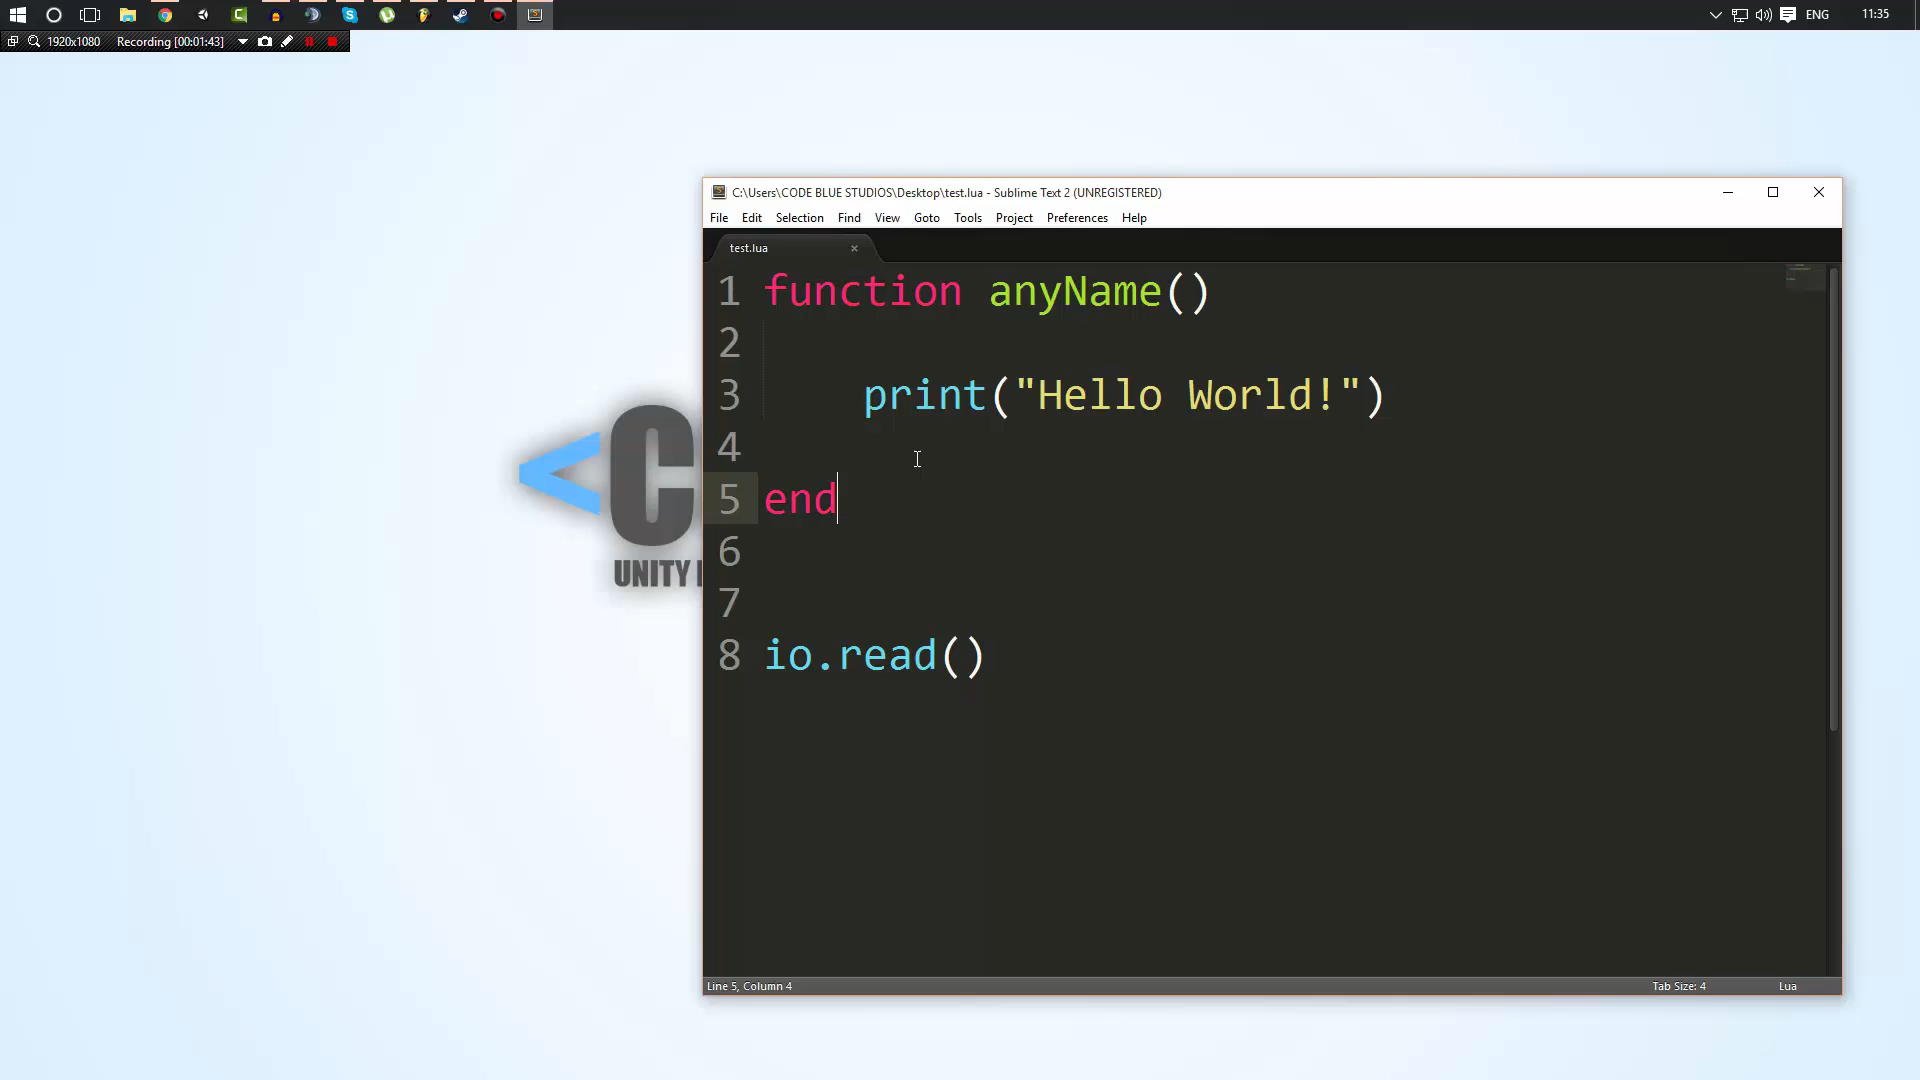 ENG
11:35
1920x1080 Recording [00:01:43]
C:\Users\CODE BLUE STUDIOS\Desktop\test.lua - Sublime Text 2 (UNREGISTERED)
File Edit Selection Find View Goto Tools Project Preferences Help
test.lua
1 function anyName()
2
3 print("Hello World!")
4
5 end
6
7
8 io.read()
<C
UNITY
Line 5, Column 4
Tab Size: 4
Lua